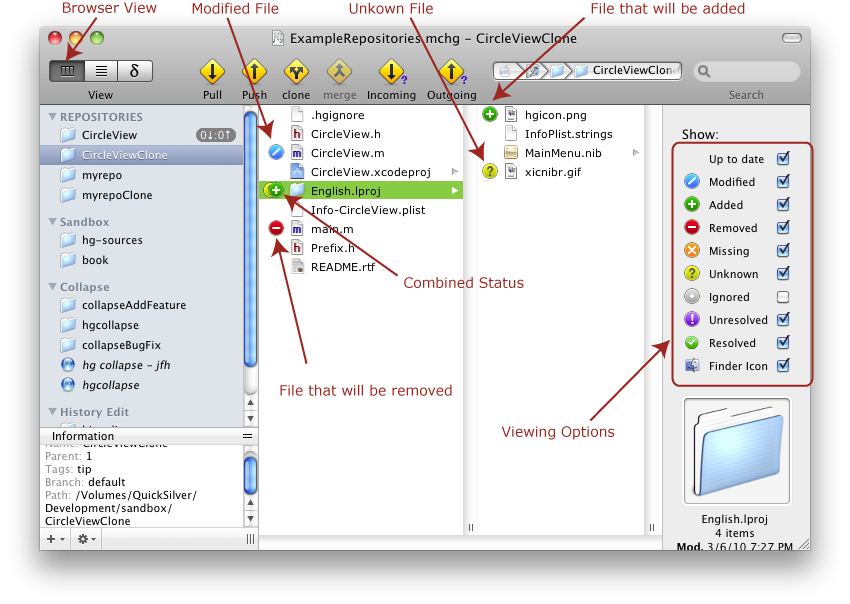 Browser View
Modified File
Unkown File
File that will be added
ExampleRepositories.mchg - CircleViewClone
View
Pull
Push
clone
merge
Incoming
Outgoing
CircleViewClon
Search
REPOSITORIES
CircleView
0↓:0↑
CircleViewClone
myrepo
myrepoClone
Sandbox
hg-sources
book
Collapse
collapseAddFeature
hgcollapse
collapseBugFix
hg collapse - jfh
hgcollapse
History Edit
Information
Name: CircleViewClone
Parent: 1
Tags: tip
Branch: default
Path: /Volumes/QuickSilver/
Development/sandbox/
CircleViewClone
.hgignore
CircleView.h
CircleView.m
CircleView.xcodeproj
English.lproj
Info-CircleView.plist
main.m
Prefix.h
README.rtf
Combined Status
File that will be removed
hgicon.png
InfoPlist.strings
MainMenu.nib
xicnibr.gif
Show:
Up to date
Modified
Added
Removed
Missing
Unknown
Ignored
Unresolved
Resolved
Finder Icon
Viewing Options
English.lproj
4 items
Mod. 3/6/10 7:27 PM